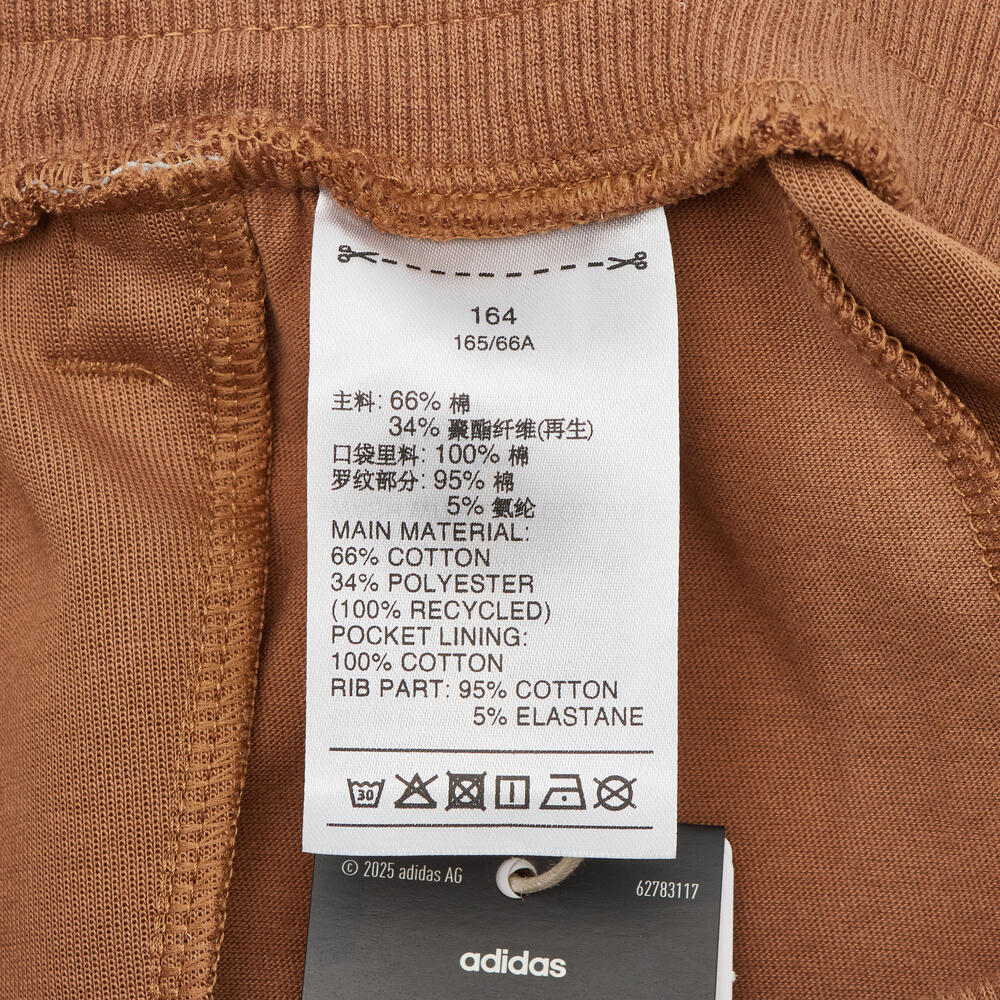 164
165/66A
主料: 66% 棉
34% 聚酯纤维(再生)
口袋里料: 100% 棉
罗纹部分: 95% 棉
5% 氨纶
MAIN MATERIAL:
66% COTTON
34% POLYESTER
(100% RECYCLED)
POCKET LINING:
100% COTTON
RIB PART: 95% COTTON
5% ELASTANE
30
© 2025 adidas AG
62783117
adidas